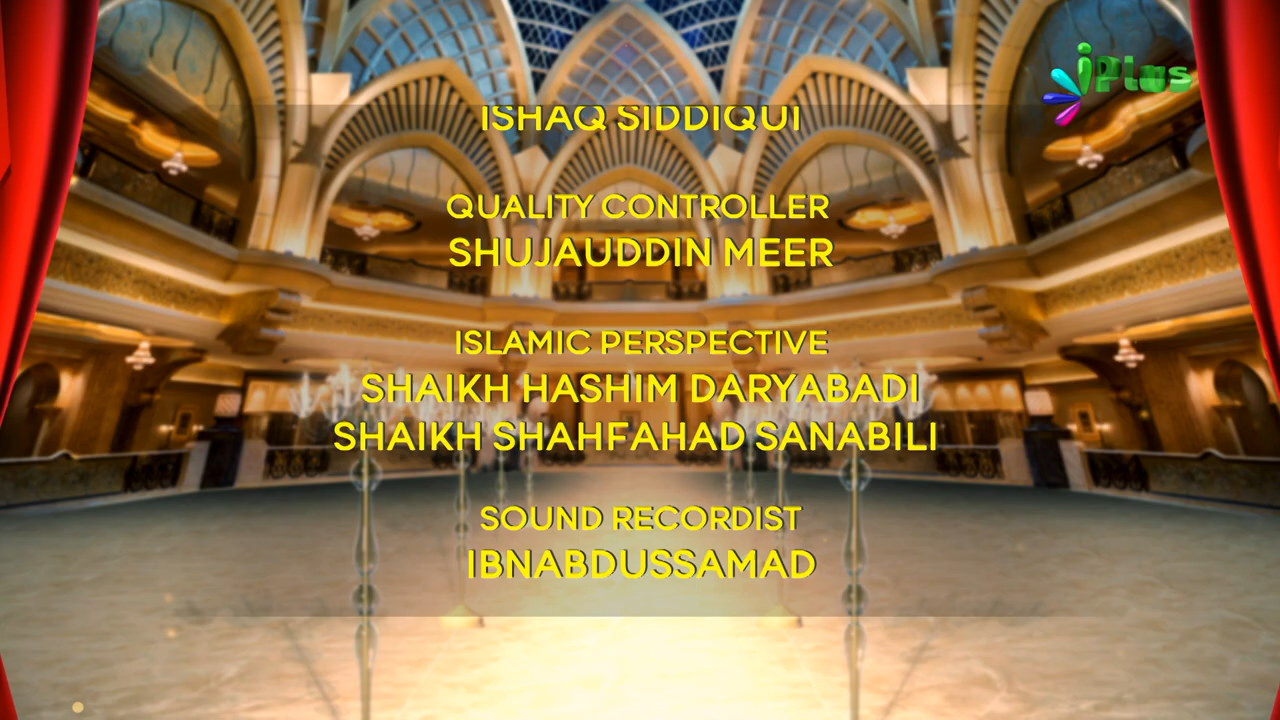 iPlus
ISHAQ SIDDIQUI
QUALITY CONTROLLER
SHUJAUDDIN MEER
ISLAMIC PERSPECTIVE
SHAIKH HASHIM DARYABADI
SHAIKH SHAHFAHAD SANABILI
SOUND RECORDIST
IBNABDUSSAMAD